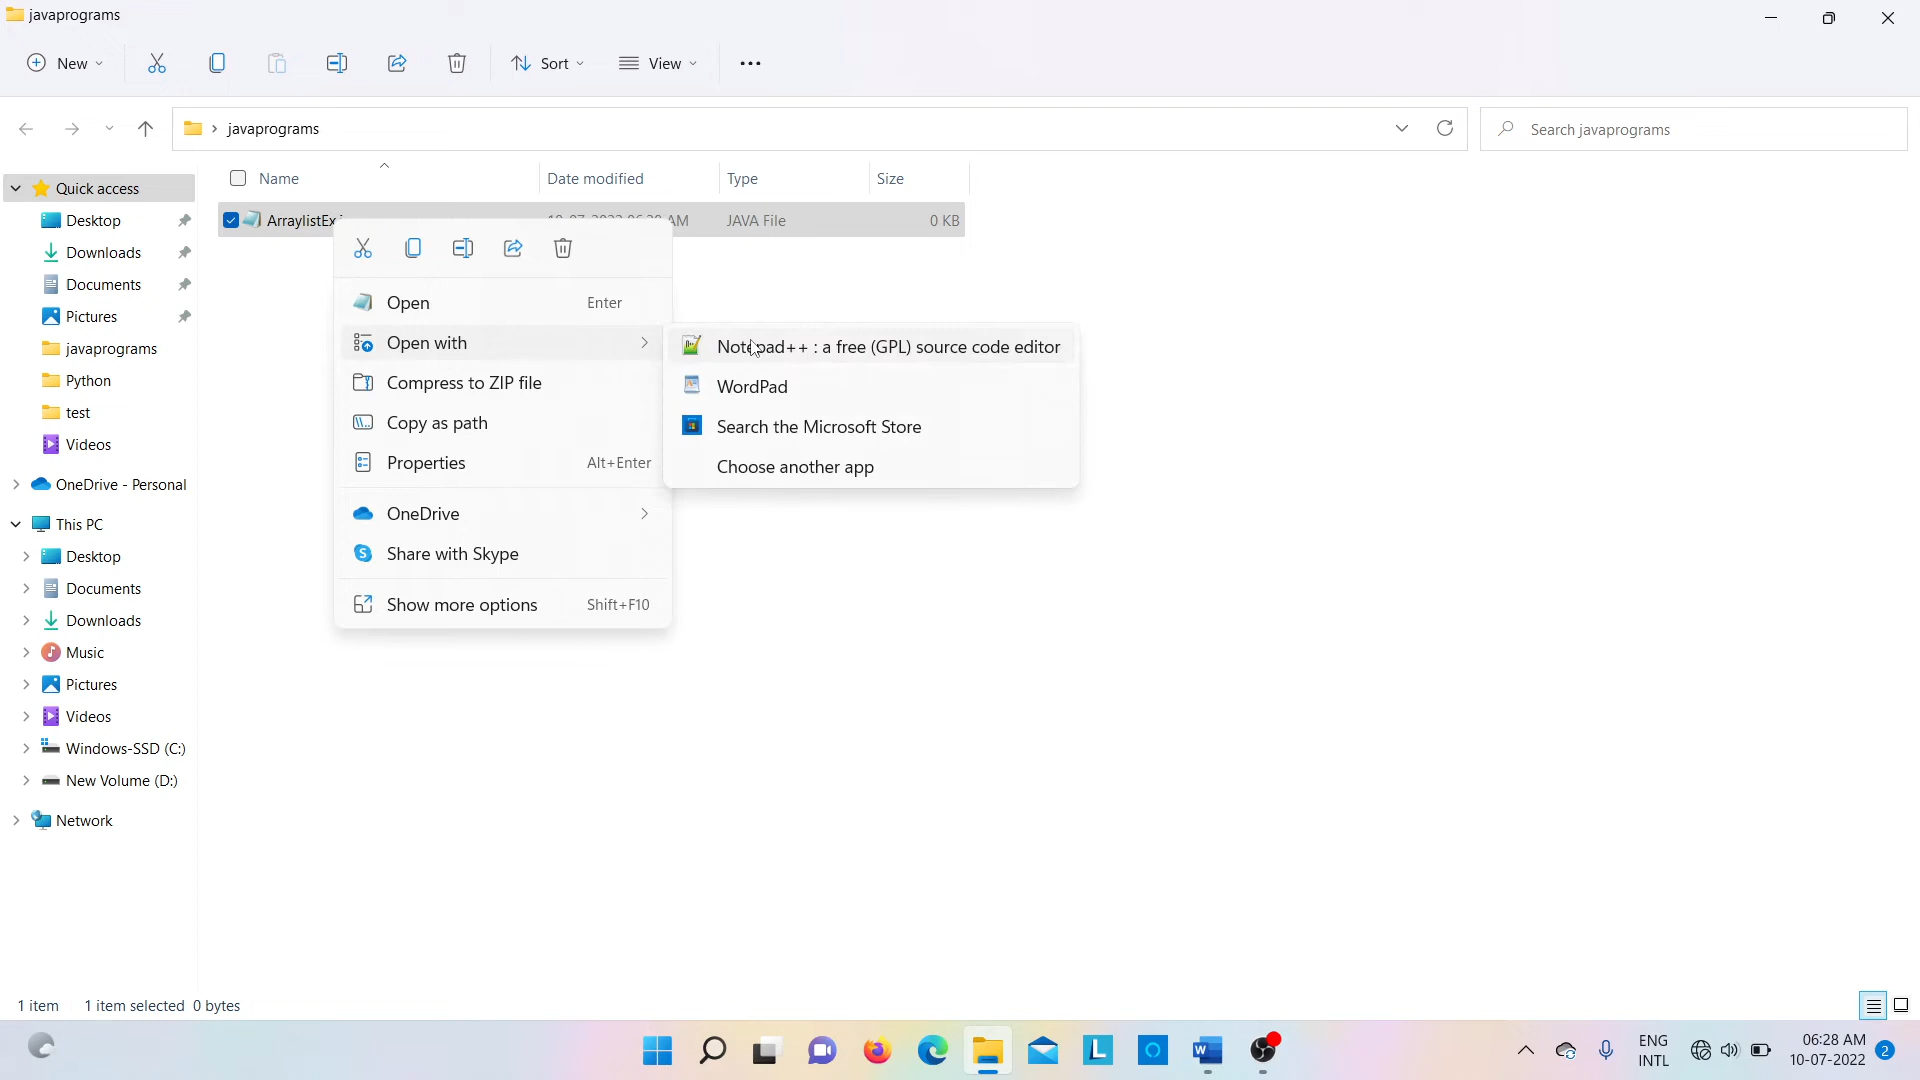 javaprograms
New
Sort
View
javaprograms
Search javaprograms
Name
Date modified
Type
Size
Quick access
Desktop
Downloads
Documents
Pictures
javaprograms
Python
test
Videos
OneDrive - Personal
This PC
Desktop
Documents
Downloads
Music
Pictures
Videos
Windows-SSD (C:)
New Volume (D:)
Network
ArraylistEx
AM
JAVA File
0 KB
Open Enter
Open with
Compress to ZIP file
Copy as path
Properties Alt+Enter
OneDrive
Share with Skype
Show more options Shift+F10
Notepad++ : a free (GPL) source code editor
WordPad
Search the Microsoft Store
Choose another app
1 item 1 item selected 0 bytes
ENG
INTL
06:28 AM
10-07-2022
2